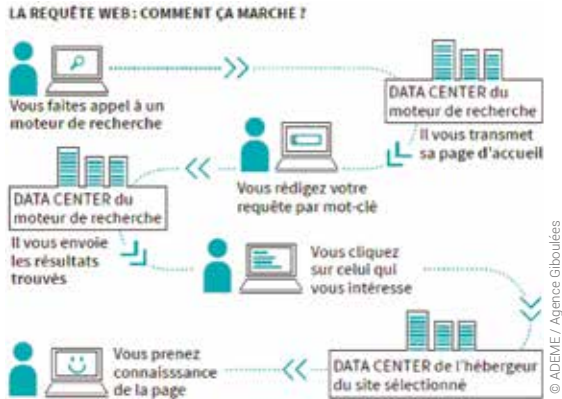 LA REQUÊTE WEB : COMMENT ÇA MARCHE ?
Vous faites appel à un
moteur de recherche
DATA CENTER du
moteur de recherche
Il vous transmet
sa page d'accueil
Vous rédigez votre
requête par mot-clé
DATA CENTER du
moteur de recherche
Il vous envoie
les résultats
trouvés
Vous cliquez
sur celui qui
vous intéresse
DATA CENTER de l'hébergeur
du site sélectionné
Vous prenez
connaisssance
de la page
© ADEME / Agence Giboulées